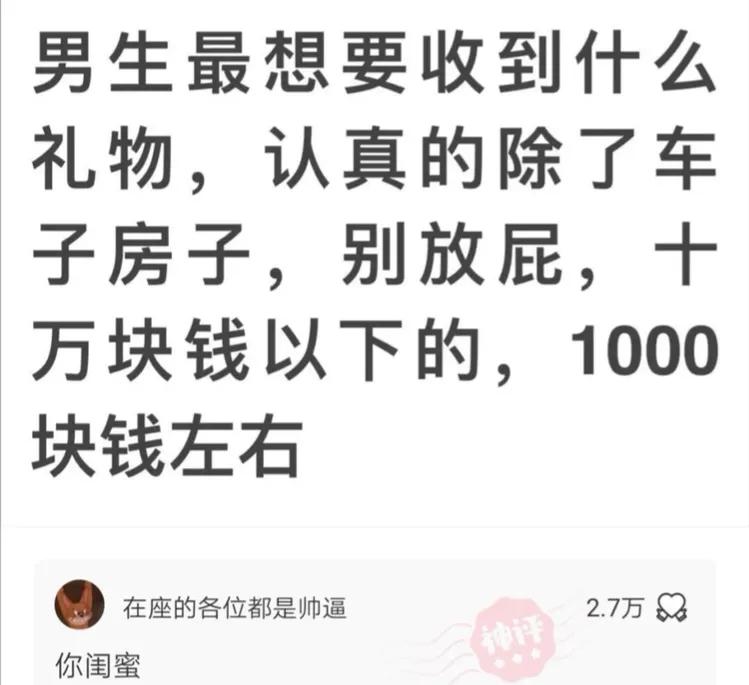 男生最想要收到什么
礼物，认真的除了车
子房子，别放屁，十
万块钱以下的，1000
块钱左右
在座的各位都是帅逼
2.7万
神评
你闺蜜